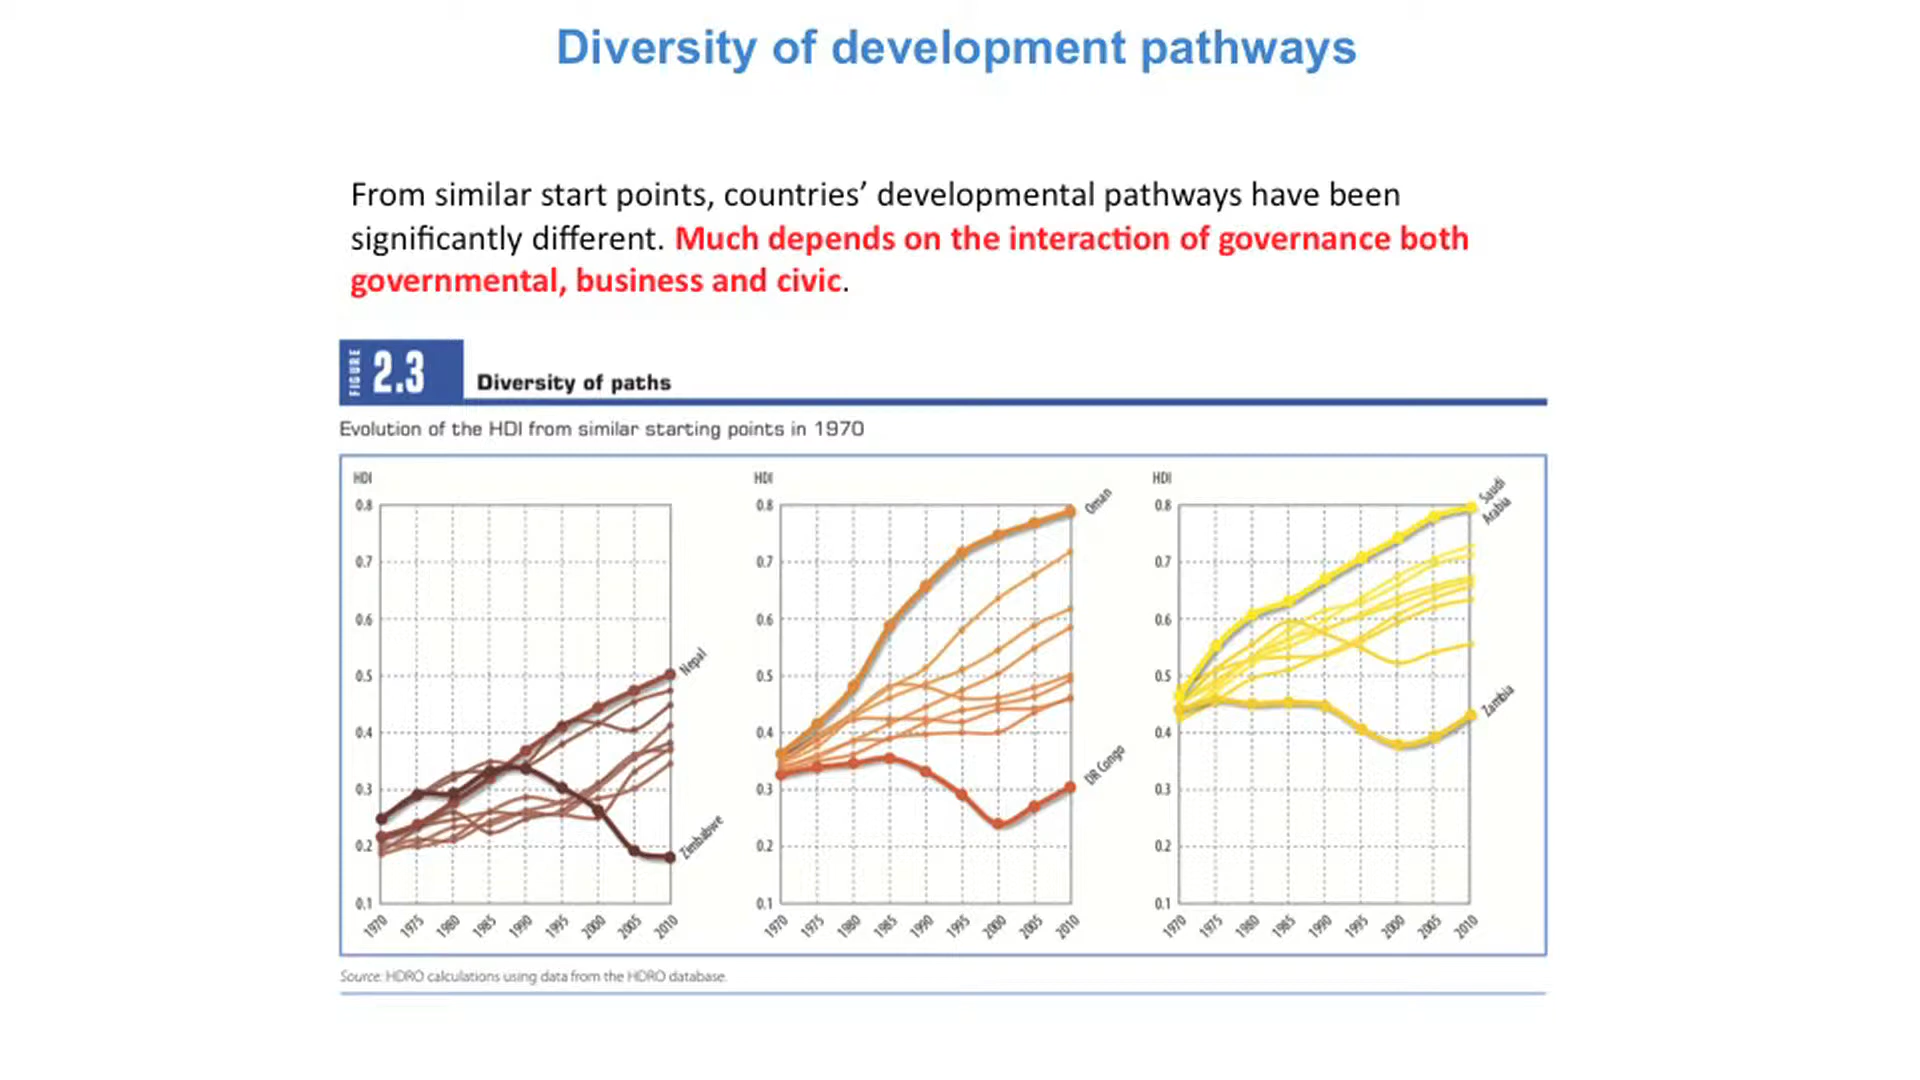 Diversity of development pathways
From similar start points, countries’ developmental pathways have been
significantly different. Much depends on the interaction of governance both
governmental, business and civic.
FIGURE 2.3 Diversity of paths
Evolution of the HDI from similar starting points in 1970
HDI
0.8
0.7
0.6
0.5
0.4
0.3
0.2
0.1
1970 1975 1980 1985 1990 1995 2000 2005 2010
Nepal
Zimbabwe
HDI
0.8
0.7
0.6
0.5
0.4
0.3
0.2
0.1
1970 1975 1980 1985 1990 1995 2000 2005 2010
Oman
DR Congo
HDI
0.8
0.7
0.6
0.5
0.4
0.3
0.2
0.1
1970 1975 1980 1985 1990 1995 2000 2005 2010
Saudi
Arabia
Zambia
Source: HDRO calculations using data from the HDRO database.